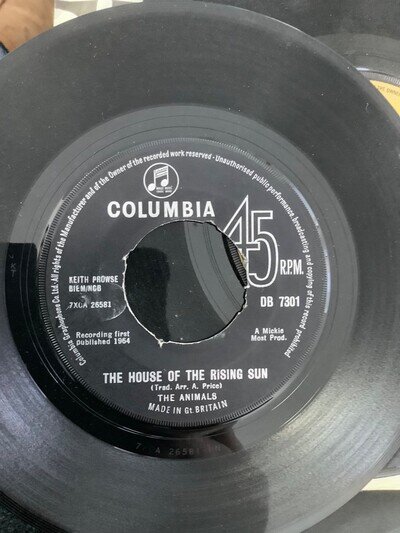 Columbia Graphophone Co. Ltd. All rights of the Manufacturer and of the Owner of the recorded work reserved - Unauthorised public performance, broadcasting and copying of this record prohibited
COLUMBIA
45
R.P.M.
KEITH PROWSE
BIEM/NCB
7XCA 26581
DB 7301
Recording first
published 1964
A Mickie
Most Prod.
THE HOUSE OF THE RISING SUN
(Trad. Arr. A. Price)
THE ANIMALS
MADE IN Gt. BRITAIN